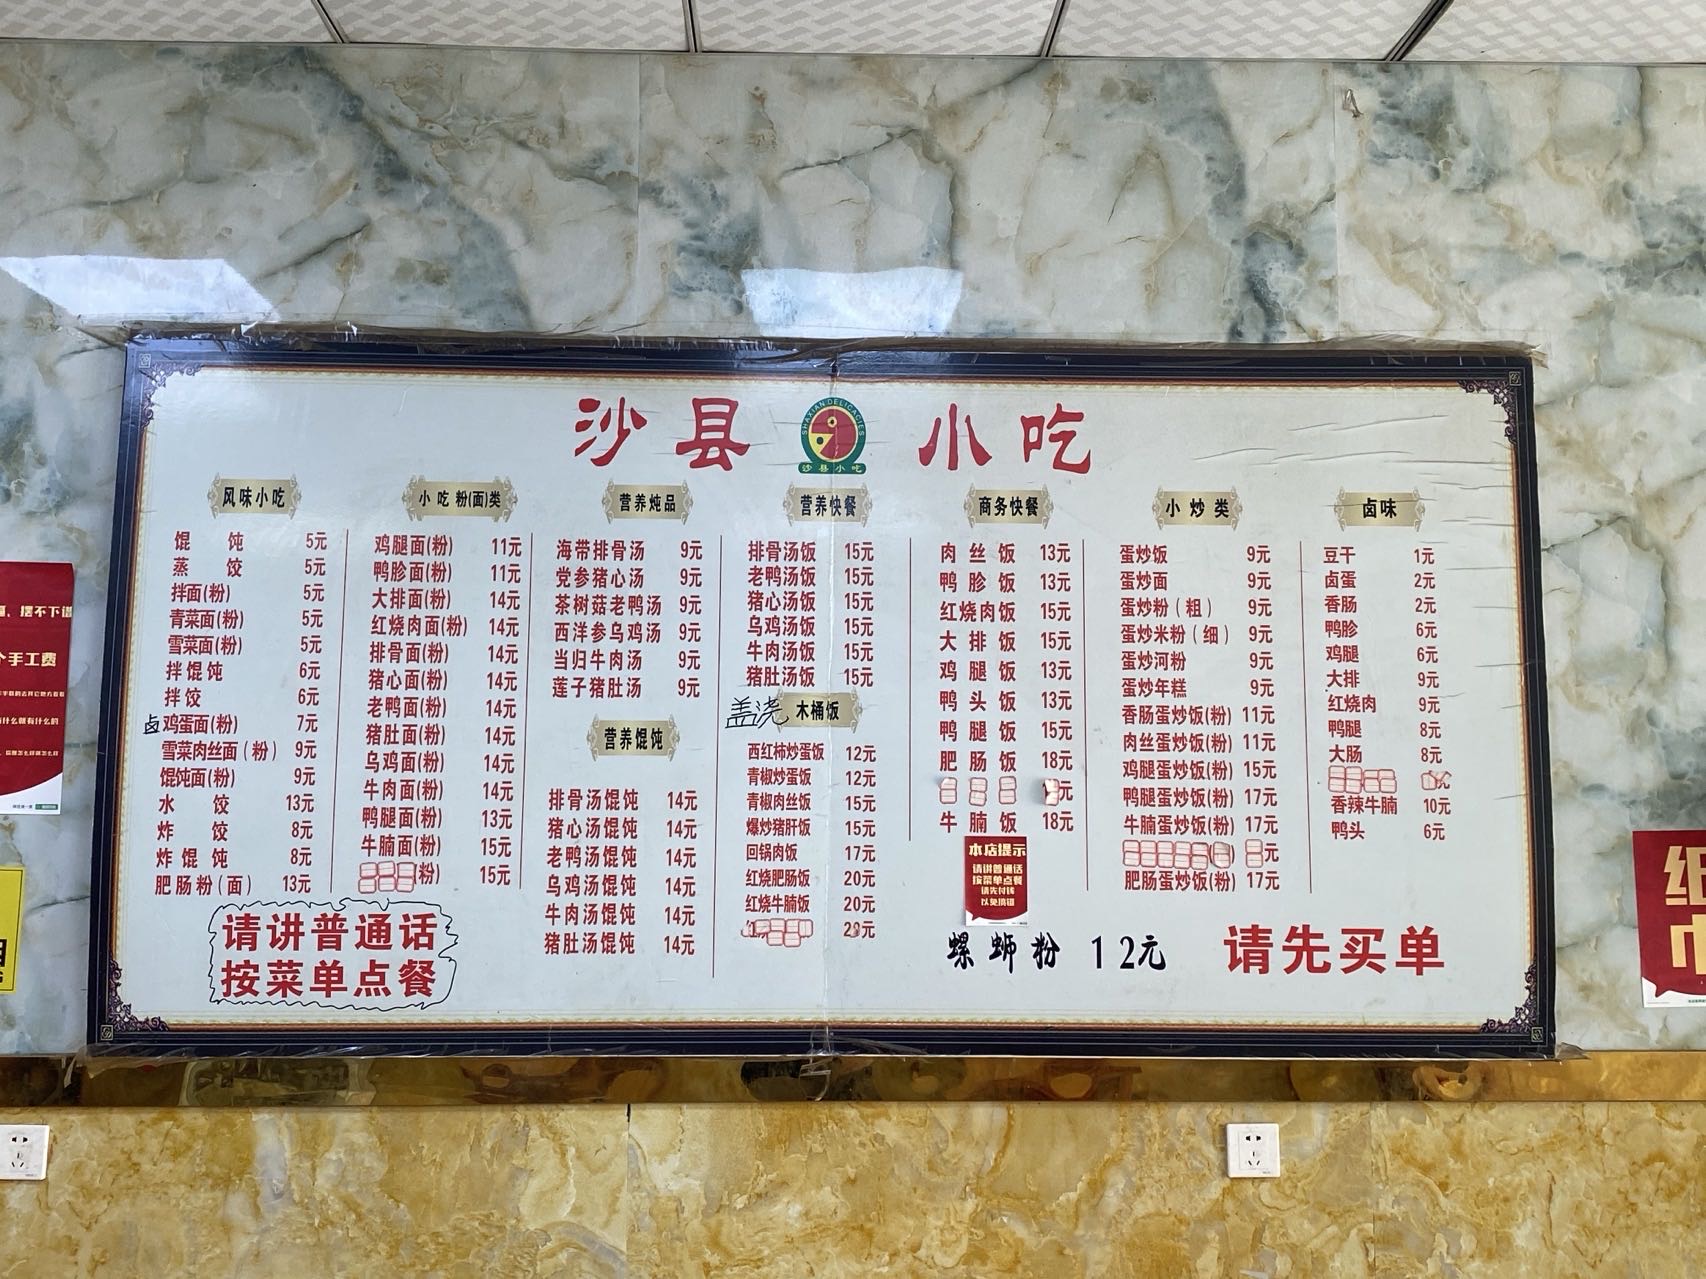 沙县 小吃
SHAXIAN DELICACIES
沙县小吃
风味小吃
馄饨 5元
蒸饺 5元
拌面(粉) 5元
青菜面(粉) 5元
雪菜面(粉) 5元
拌馄饨 6元
拌饺 6元
卤鸡蛋面(粉) 7元
雪菜肉丝面(粉) 9元
馄饨面(粉) 9元
水饺 13元
炸饺 8元
炸馄饨 8元
肥肠粉(面) 13元
请讲普通话
按菜单点餐
小吃粉(面)类
鸡腿面(粉) 11元
鸭胗面(粉) 11元
大排面(粉) 14元
红烧肉面(粉) 14元
排骨面(粉) 14元
猪心面(粉) 14元
老鸭面(粉) 14元
猪肚面(粉) 14元
乌鸡面(粉) 14元
牛肉面(粉) 14元
鸭腿面(粉) 13元
牛腩面(粉) 15元
粉) 15元
营养炖品
海带排骨汤 9元
党参猪心汤 9元
茶树菇老鸭汤 9元
西洋参乌鸡汤 9元
当归牛肉汤 9元
莲子猪肚汤 9元
营养馄饨
排骨汤馄饨 14元
猪心汤馄饨 14元
老鸭汤馄饨 14元
乌鸡汤馄饨 14元
牛肉汤馄饨 14元
猪肚汤馄饨 14元
营养快餐
排骨汤饭 15元
老鸭汤饭 15元
猪心汤饭 15元
乌鸡汤饭 15元
牛肉汤饭 15元
猪肚汤饭 15元
盖浇 木桶饭
西红柿炒蛋饭 12元
青椒炒蛋饭 12元
青椒肉丝饭 15元
爆炒猪肝饭 15元
回锅肉饭 17元
红烧肥肠饭 20元
红烧牛腩饭 20元
20元
商务快餐
肉丝饭 13元
鸭胗饭 13元
红烧肉饭 15元
大排饭 15元
鸡腿饭 13元
鸭头饭 13元
鸭腿饭 15元
肥肠饭 18元
元
牛腩饭 18元
本店提示
请讲普通话
按菜单点餐
请先付钱
以免搞错
螺蛳粉 12元
小炒类
蛋炒饭 9元
蛋炒面 9元
蛋炒粉(粗) 9元
蛋炒米粉(细) 9元
蛋炒河粉 9元
蛋炒年糕 9元
香肠蛋炒饭(粉) 11元
肉丝蛋炒饭(粉) 11元
鸡腿蛋炒饭(粉) 15元
鸭腿蛋炒饭(粉) 17元
牛腩蛋炒饭(粉) 17元
元
肥肠蛋炒饭(粉) 17元
请先买单
卤味
豆干 1元
卤蛋 2元
香肠 2元
鸭胗 6元
鸡腿 6元
大排 9元
红烧肉 9元
鸭腿 8元
大肠 8元
元
香辣牛腩 10元
鸭头 6元
摆不下谱
个手工费
纸
巾